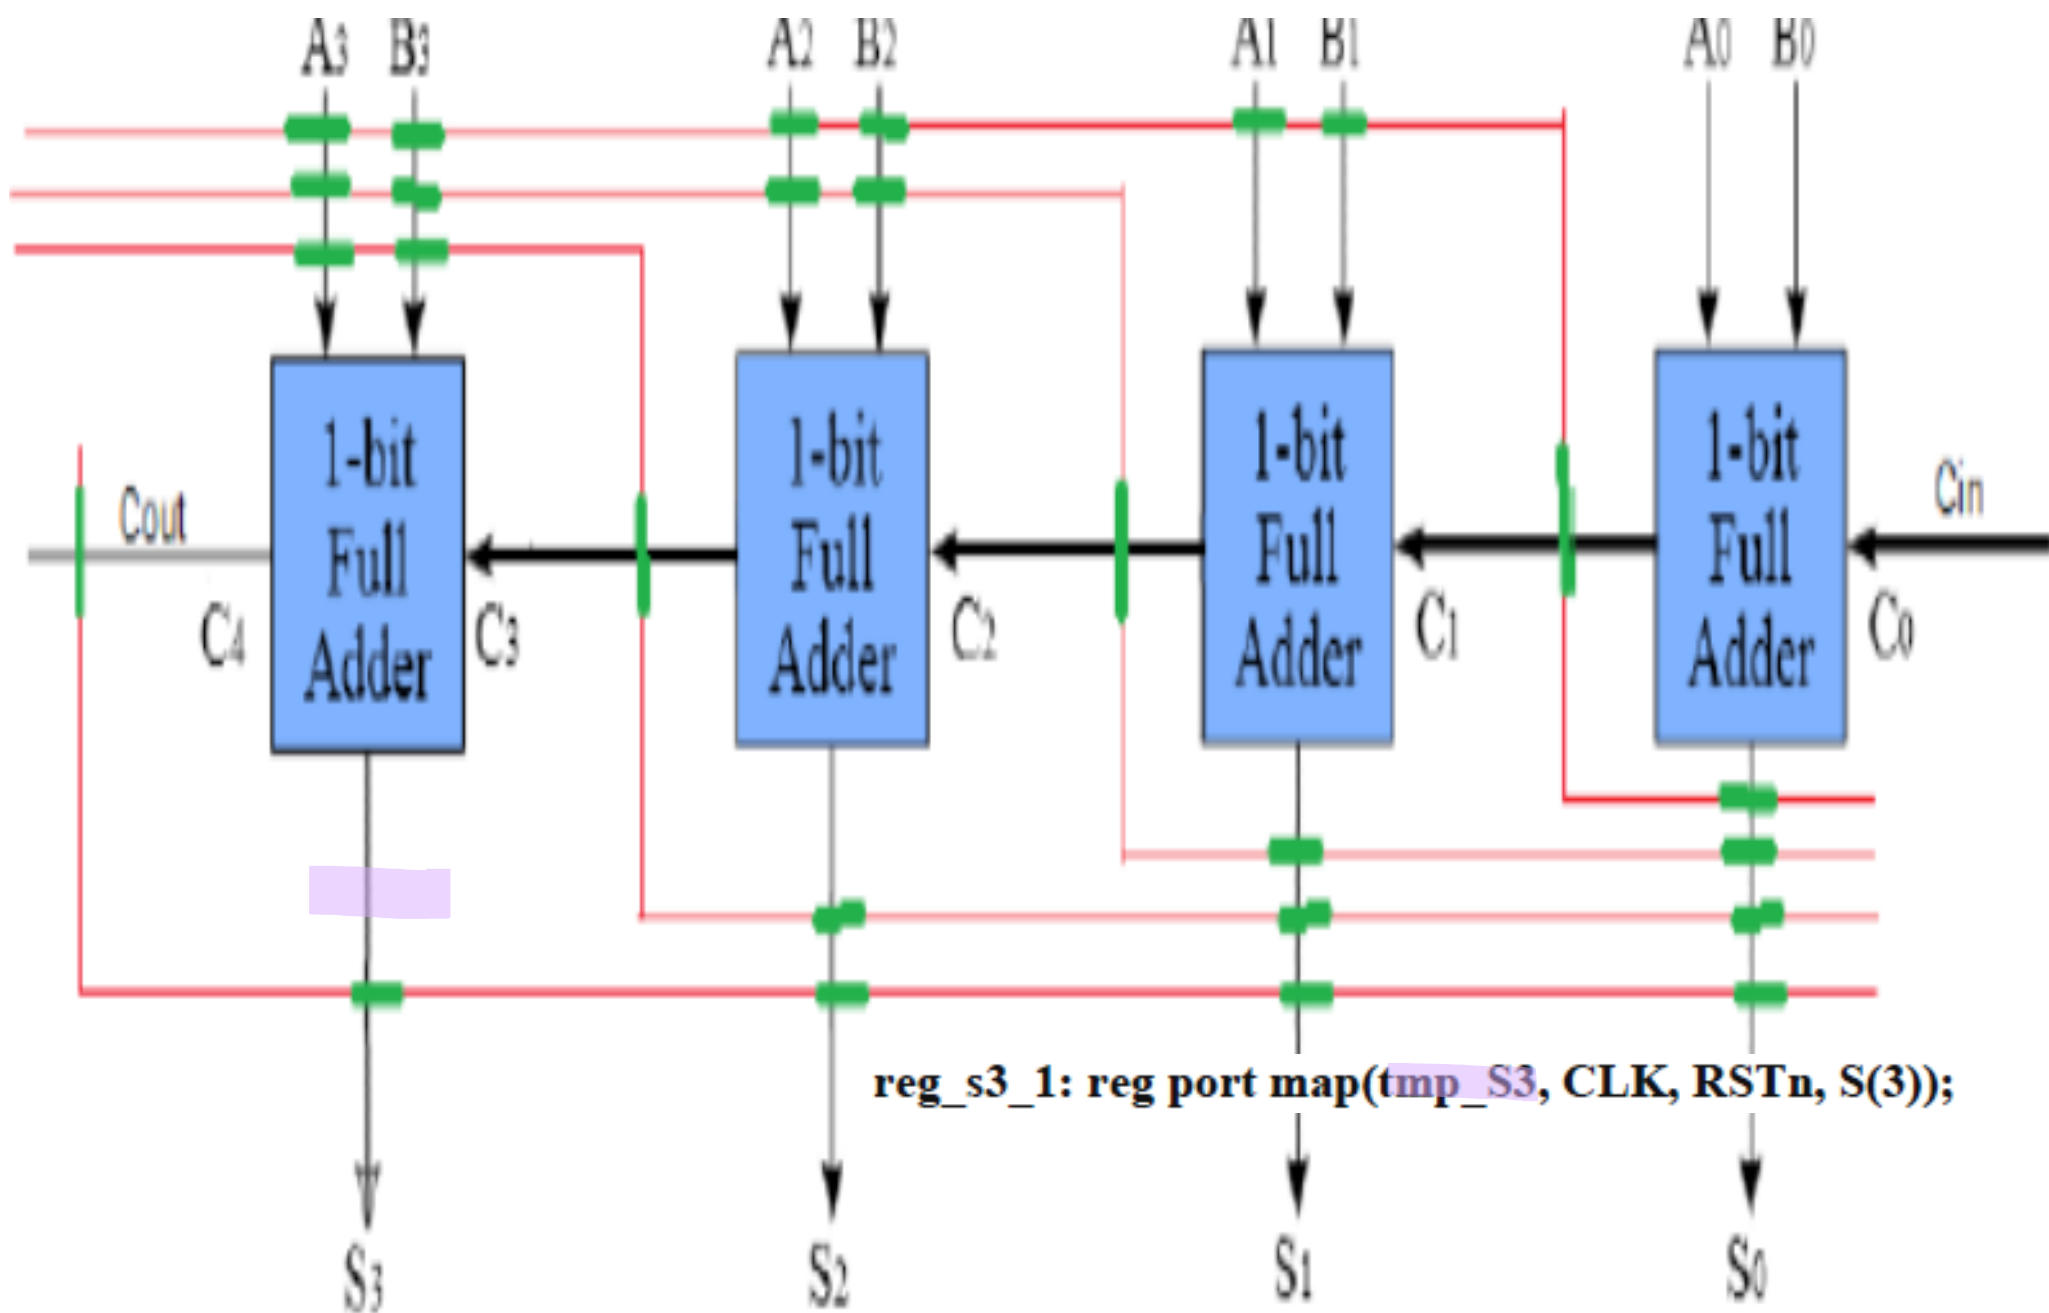 A3 B3 A2 B2 A1 B1 A0 B0
1-bit Full Adder
1-bit Full Adder
1-bit Full Adder
1-bit Full Adder
Cout
Cin
C4 C3 C2 C1 C0
reg_s3_1: reg port map(tmp_S3, CLK, RSTn, S(3));
S3 S2 S1 S0